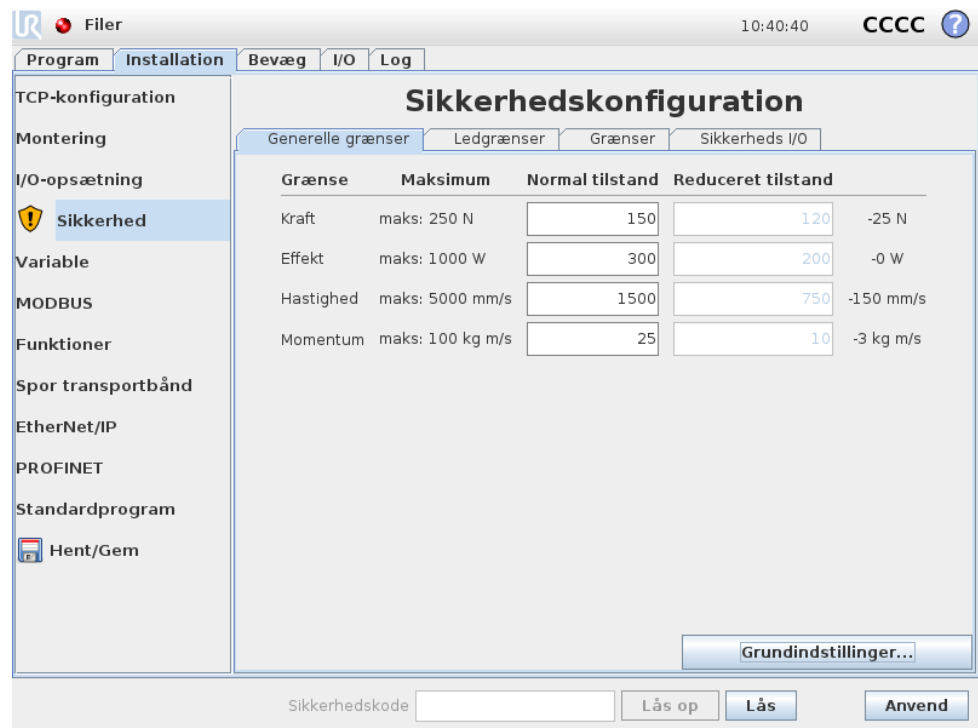 UR Filer 10:40:40 CCCC ?
Program Installation Bevæg I/O Log
TCP-konfiguration
Montering
I/O-opsætning
Sikkerhed
Variable
MODBUS
Funktioner
Spor transportbånd
EtherNet/IP
PROFINET
Standardprogram
Hent/Gem
Sikkerhedskonfiguration
Generelle grænser Ledgrænser Grænser Sikkerheds I/O
Grænse Maksimum Normal tilstand Reduceret tilstand
Kraft maks: 250 N 150 120 -25 N
Effekt maks: 1000 W 300 200 -0 W
Hastighed maks: 5000 mm/s 1500 750 -150 mm/s
Momentum maks: 100 kg m/s 25 10 -3 kg m/s
Grundindstillinger...
Sikkerhedskode Lås op Lås Anvend